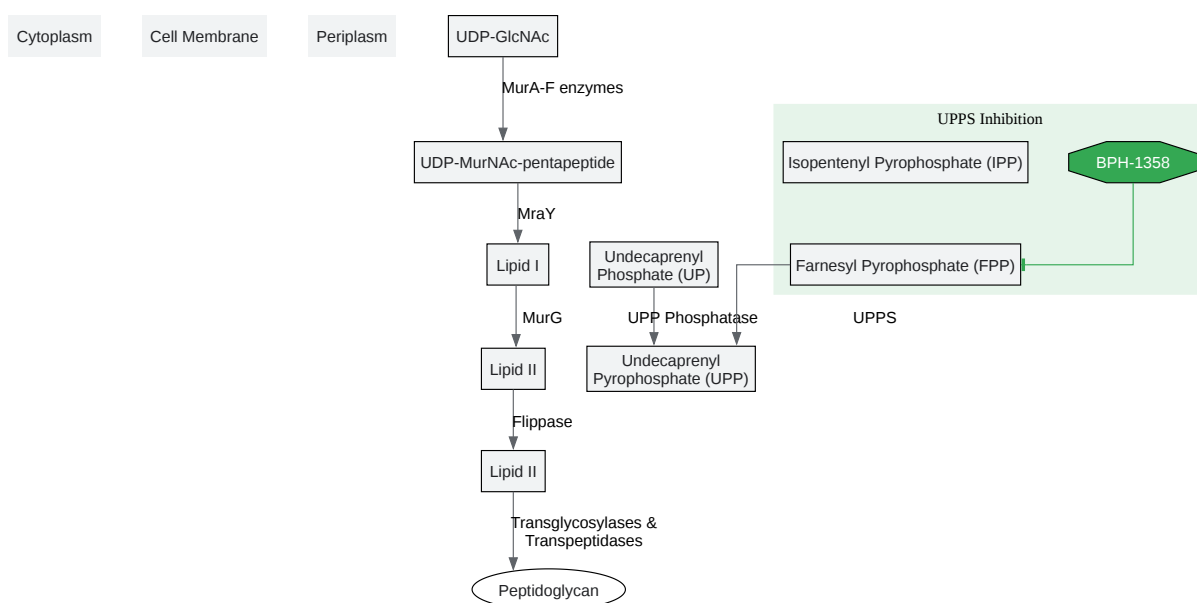 Cytoplasm
Cell Membrane
Periplasm
UDP-GlcNAc
MurA-F enzymes
UPPS Inhibition
UDP-MurNAc-pentapeptide
Isopentenyl Pyrophosphate (IPP)
BPH-1358
MraY
Lipid I
Undecaprenyl
Phosphate (UP)
Farnesyl Pyrophosphate (FPP)
MurG
UPP Phosphatase
UPPS
Lipid II
Undecaprenyl
Pyrophosphate (UPP)
Flippase
Lipid II
Transglycosylases &
Transpeptidases
Peptidoglycan